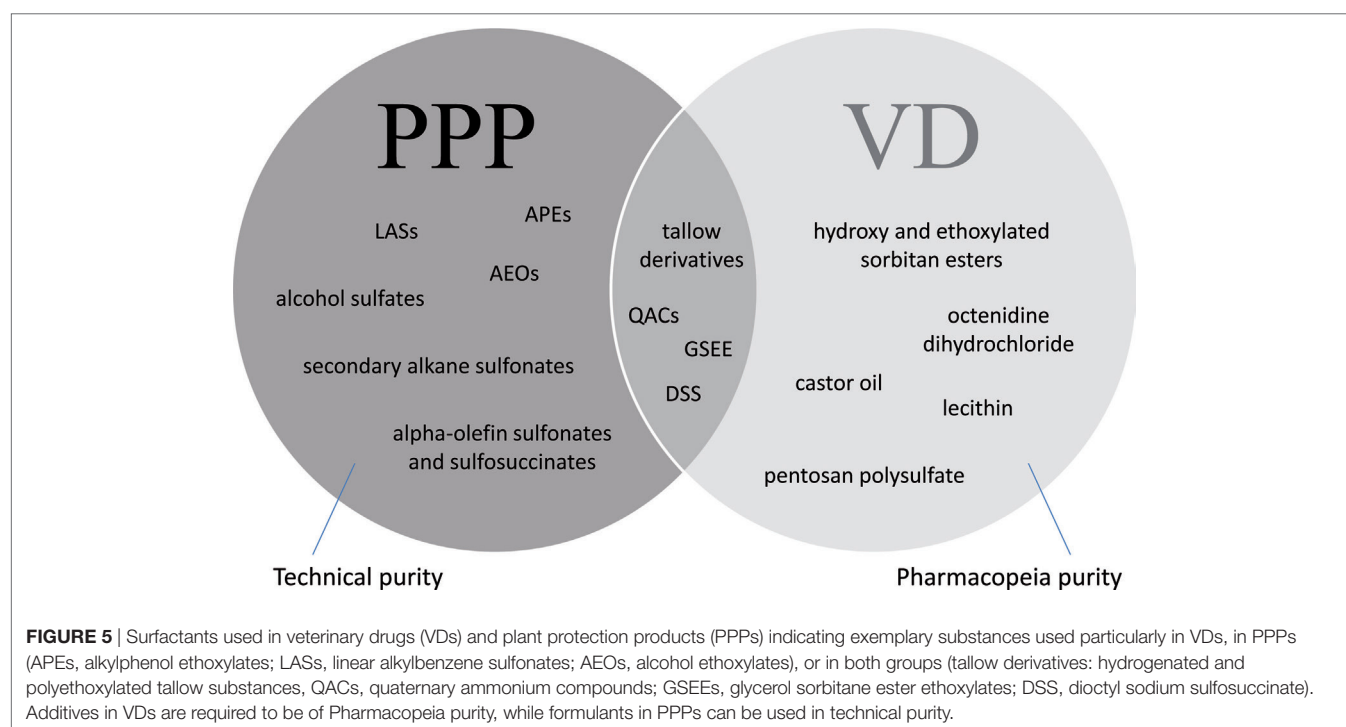 PPP
VD
APEs
LASs
AEOs
alcohol sulfates
secondary alkane sulfonates
alpha-olefin sulfonates
and sulfosuccinates
tallow
derivatives
QACs
GSEE
DSS
hydroxy and ethoxylated
sorbitan esters
octenidine
dihydrochloride
castor oil
lecithin
pentosan polysulfate
Technical purity
Pharmacopeia purity
FIGURE 5 | Surfactants used in veterinary drugs (VDs) and plant protection products (PPPs) indicating exemplary substances used particularly in VDs, in PPPs
(APEs, alkylphenol ethoxylates; LASs, linear alkylbenzene sulfonates; AEOs, alcohol ethoxylates), or in both groups (tallow derivatives: hydrogenated and
polyethoxylated tallow substances, QACs, quaternary ammonium compounds; GSEEs, glycerol sorbitane ester ethoxylates; DSS, dioctyl sodium sulfosuccinate).
Additives in VDs are required to be of Pharmacopeia purity, while formulants in PPPs can be used in technical purity.